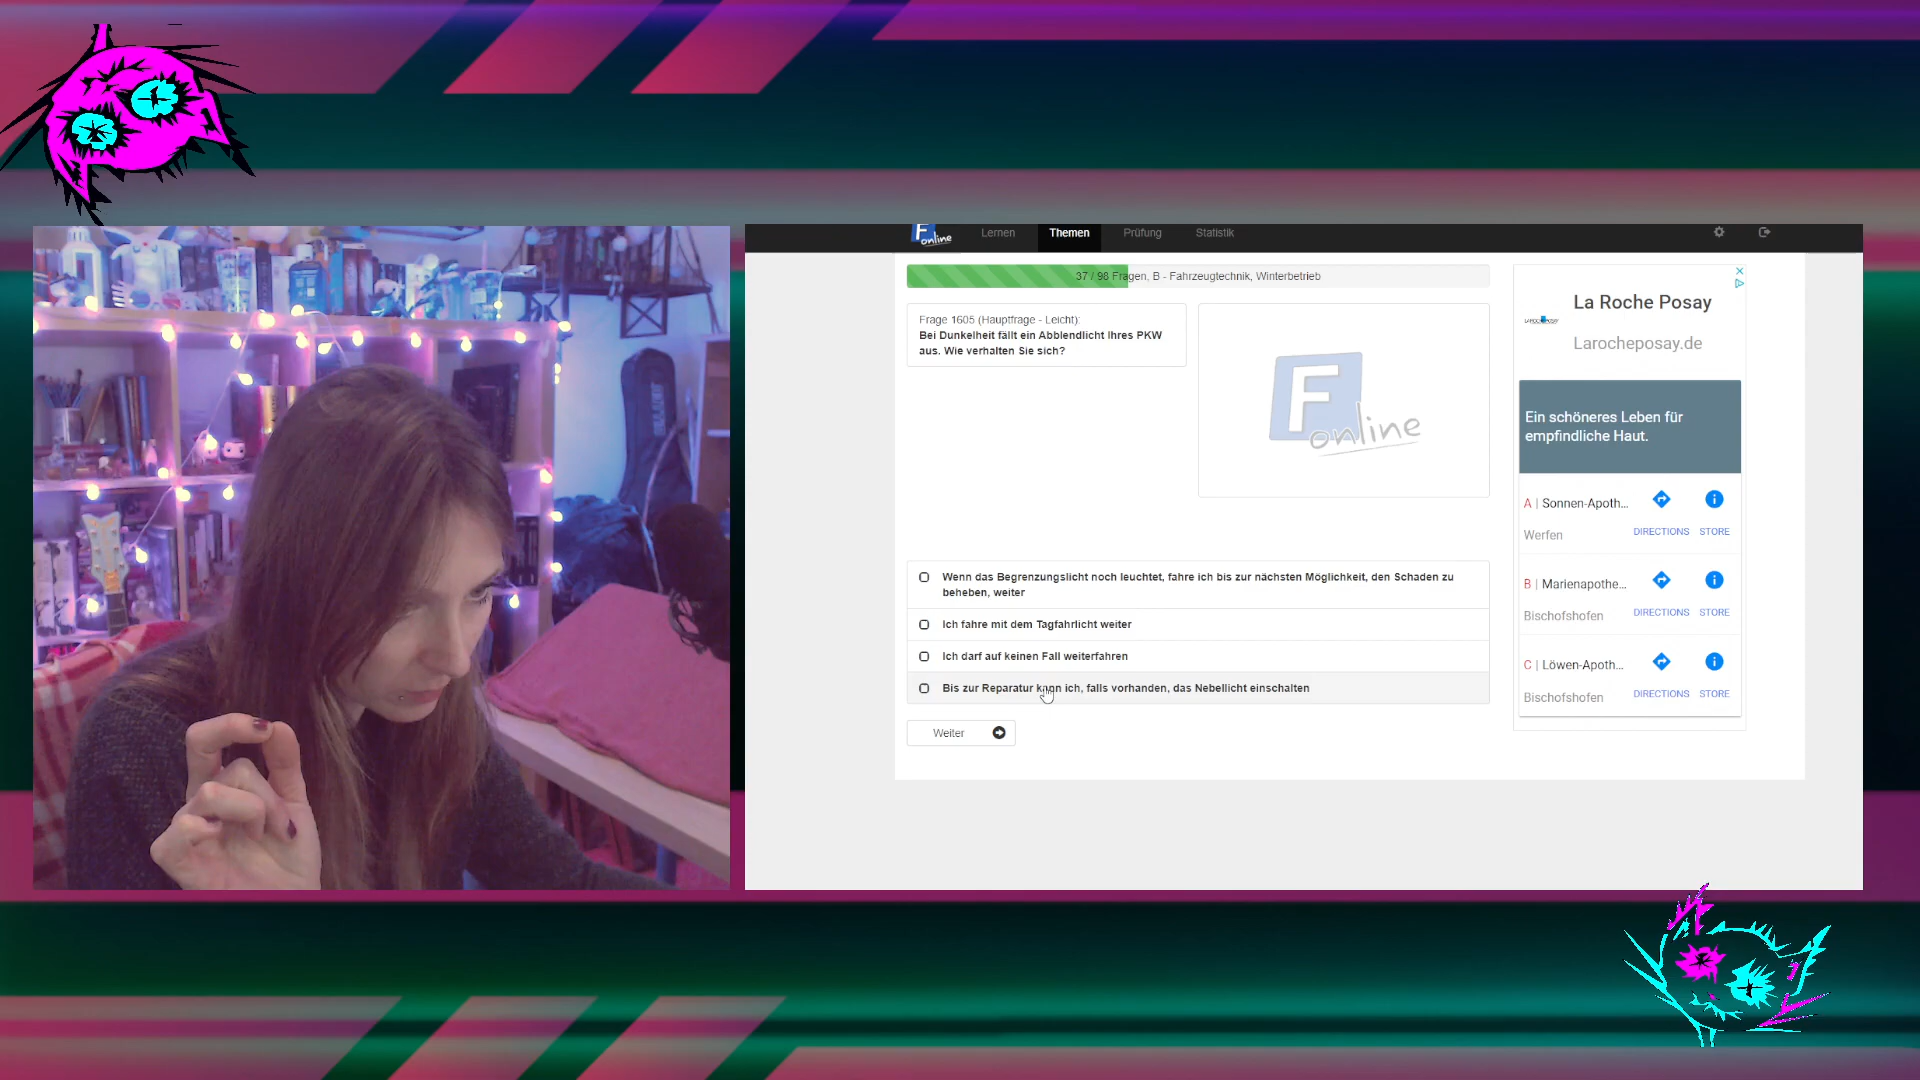 F online
Lernen
Themen
Prüfung
Statistik
37 / 98 Fragen, B - Fahrzeugtechnik, Winterbetrieb
Frage 1605 (Hauptfrage - Leicht):
Bei Dunkelheit fällt ein Abblendlicht Ihres PKW
aus. Wie verhalten Sie sich?
F online
Wenn das Begrenzungslicht noch leuchtet, fahre ich bis zur nächsten Möglichkeit, den Schaden zu
beheben, weiter
Ich fahre mit dem Tagfahrlicht weiter
Ich darf auf keinen Fall weiterfahren
Bis zur Reparatur kann ich, falls vorhanden, das Nebellicht einschalten
Weiter
La Roche Posay
Larocheposay.de
Ein schöneres Leben für
empfindliche Haut.
A | Sonnen-Apoth...
Werfen
DIRECTIONS STORE
B | Marienapothe...
Bischofshofen
DIRECTIONS STORE
C | Löwen-Apoth...
Bischofshofen
DIRECTIONS STORE